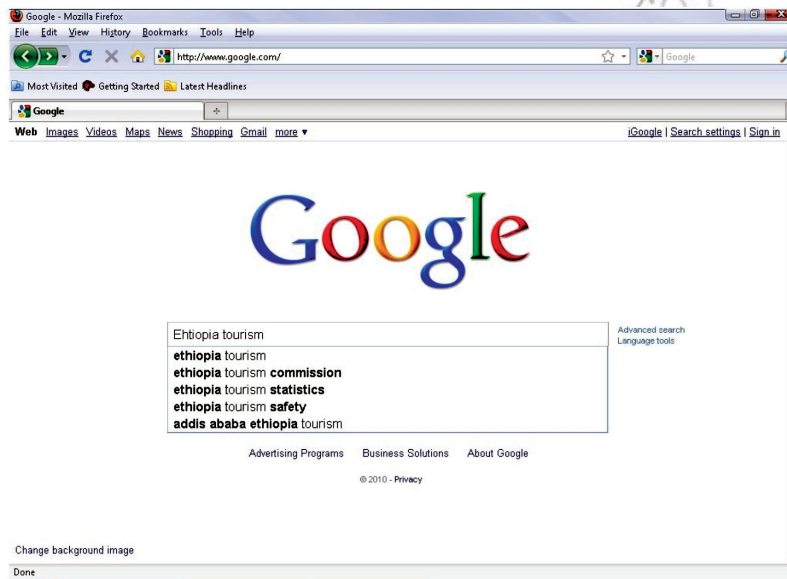 Google - Mozilla Firefox
File Edit View History Bookmarks Tools Help
http://www.google.com/ Google
Most Visited Getting Started Latest Headlines
Google
Web Images Videos Maps News Shopping Gmail more ▼ iGoogle | Search settings | Sign in
Google
Ehtiopia tourism
Advanced search
Language tools
ethiopia tourism
ethiopia tourism commission
ethiopia tourism statistics
ethiopia tourism safety
addis ababa ethiopia tourism
Advertising Programs Business Solutions About Google
© 2010 - Privacy
Change background image
Done